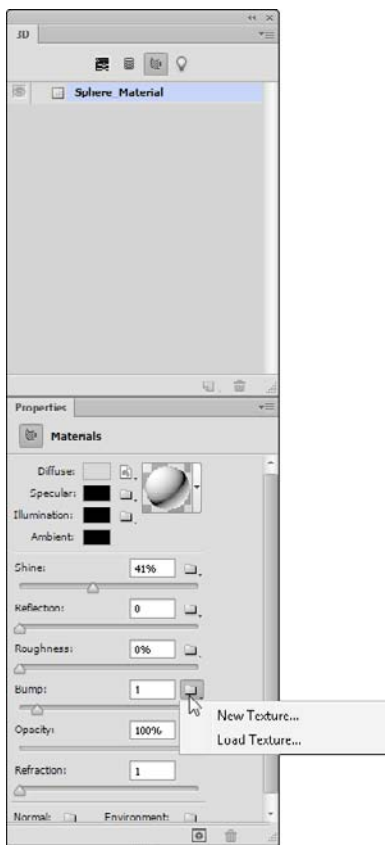 3D
Sphere_Material
Properties
Materials
Diffuse:
Specular:
Illumination:
Ambient:
Shine: 41%
Reflection: 0
Roughness: 0%
Bump: 1
New Texture...
Load Texture...
Opacity: 100%
Refraction: 1
Normal: Environment: